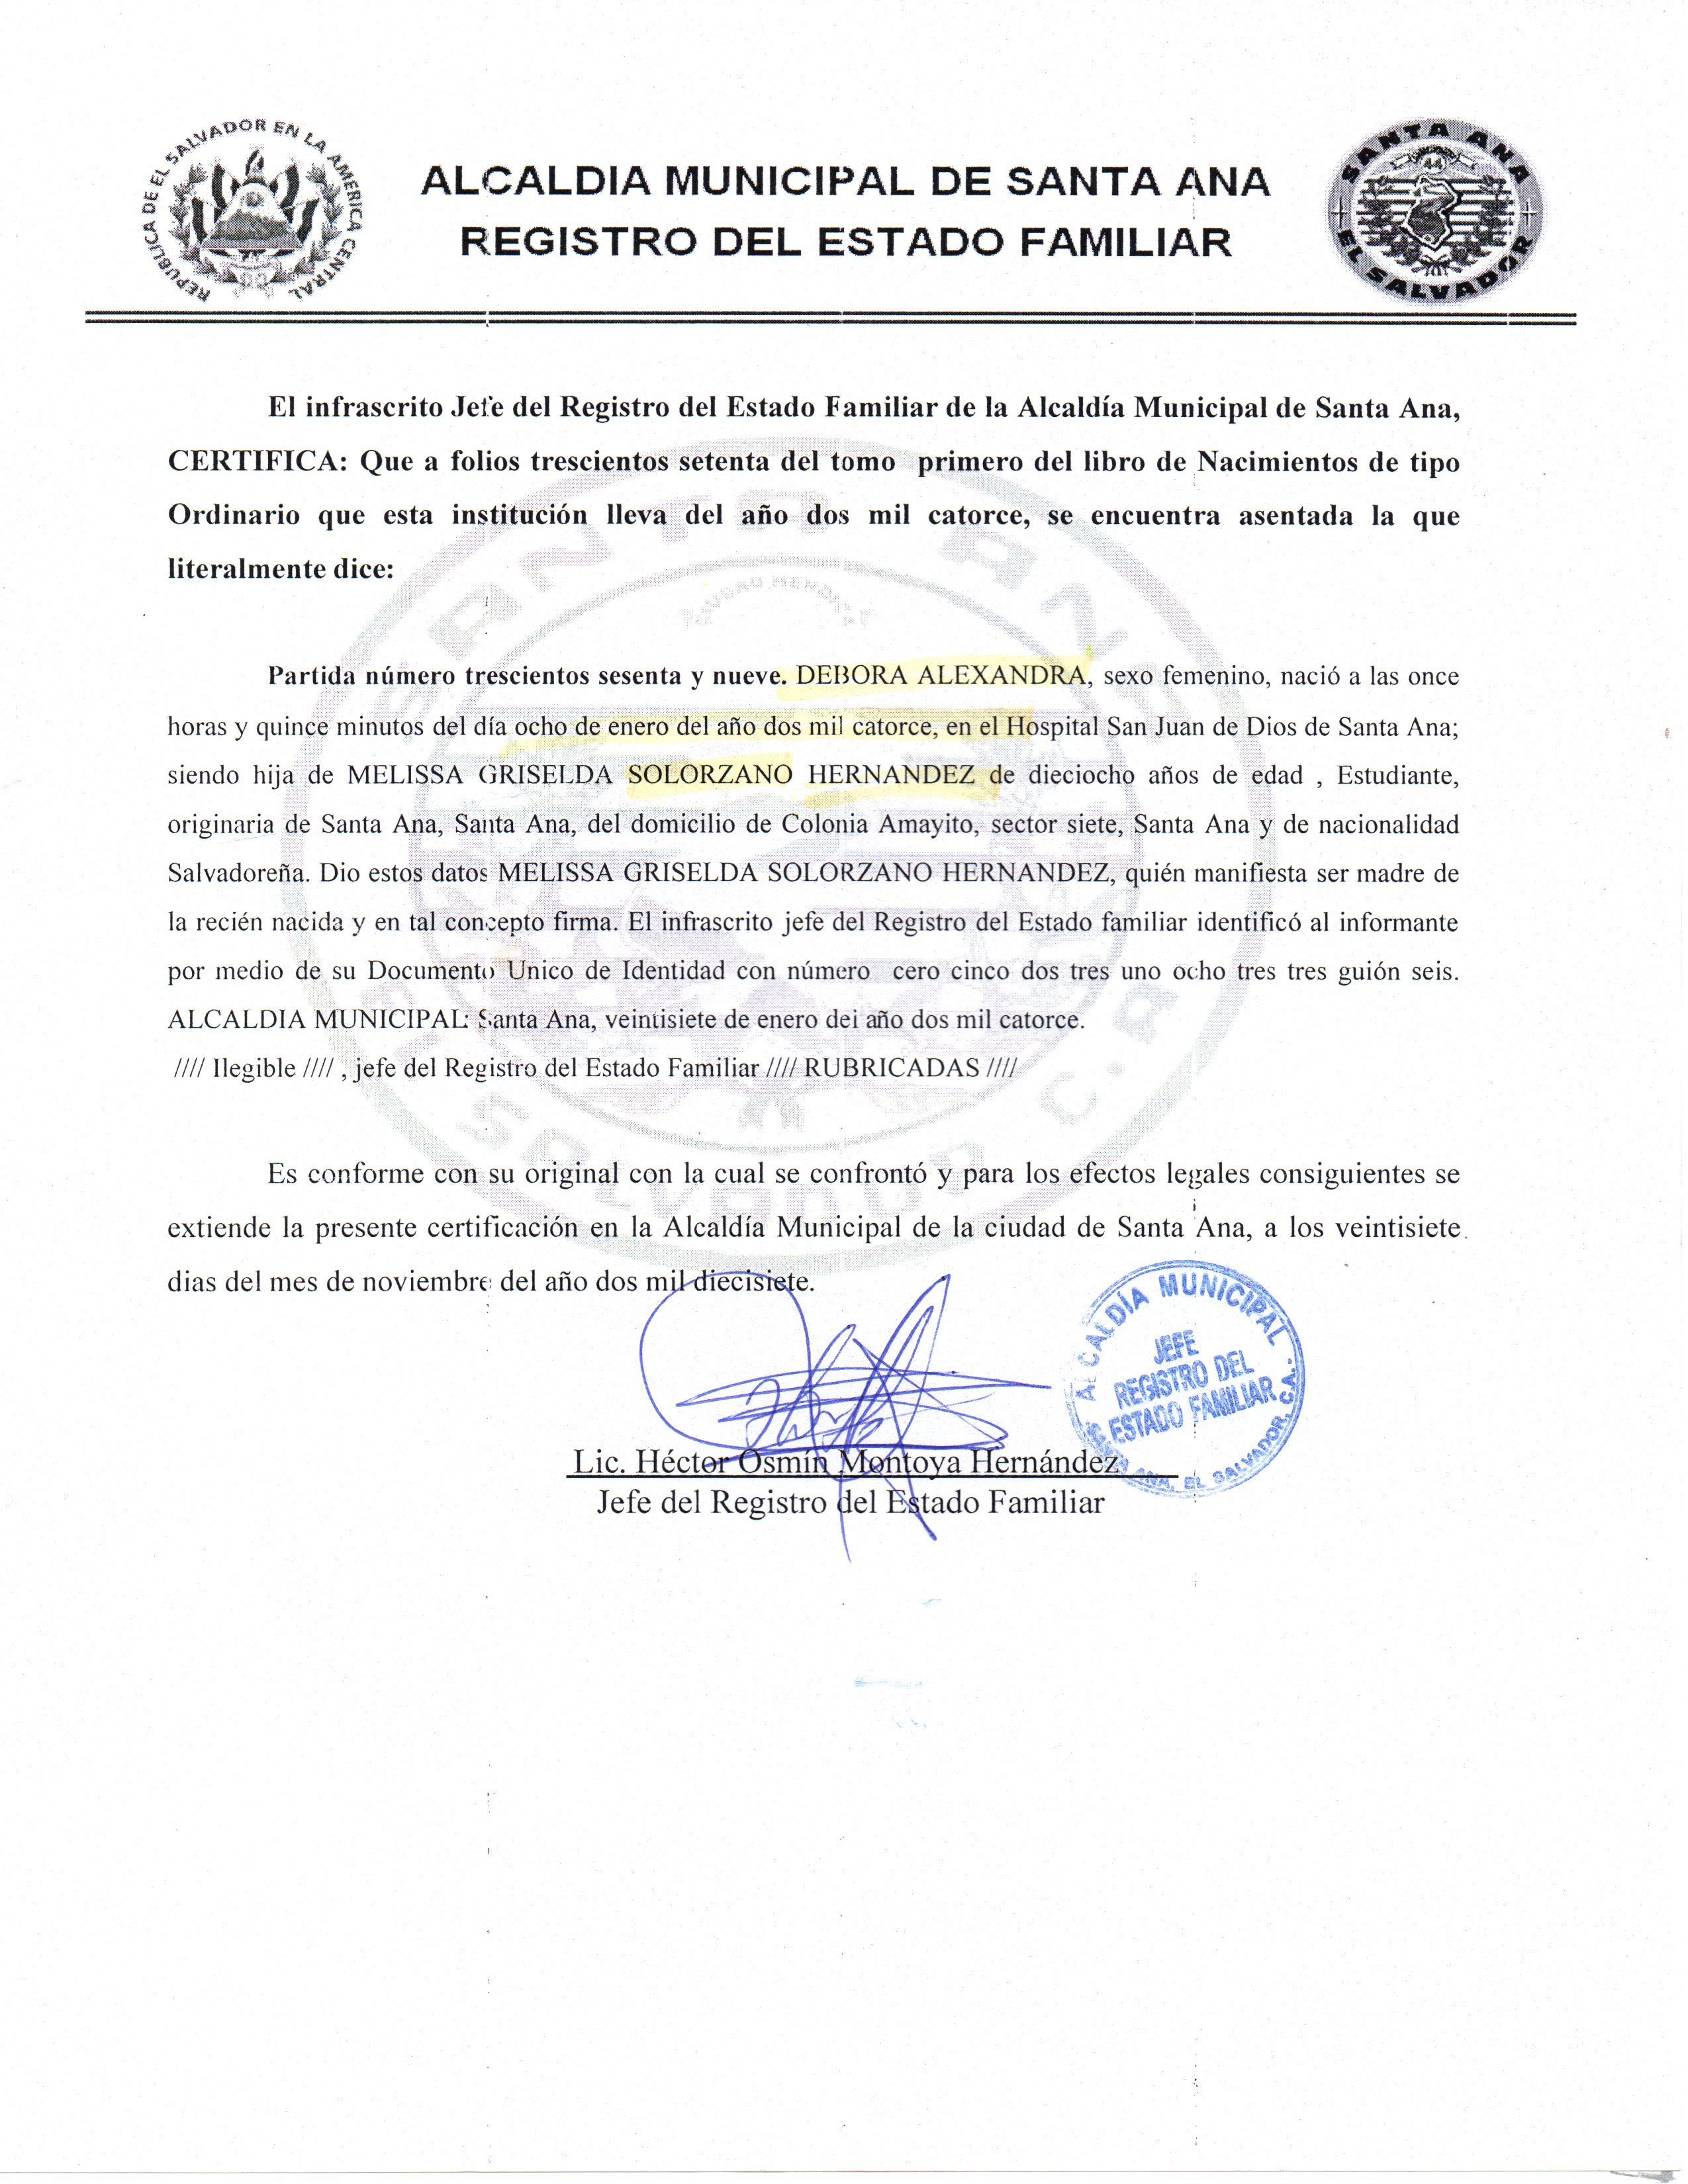 REPUBLICA DE EL SALVADOR EN LA AMERICA CENTRAL
ALCALDIA MUNICIPAL DE SANTA ANA
REGISTRO DEL ESTADO FAMILIAR
SANTA ANA
44
EL SALVADOR
El infrascrito Jefe del Registro del Estado Familiar de la Alcaldía Municipal de Santa Ana,
CERTIFICA: Que a folios trescientos setenta del tomo primero del libro de Nacimientos de tipo
Ordinario que esta institución lleva del año dos mil catorce, se encuentra asentada la que
literalmente dice:
Partida número trescientos sesenta y nueve. DEBORA ALEXANDRA, sexo femenino, nació a las once
horas y quince minutos del día ocho de enero del año dos mil catorce, en el Hospital San Juan de Dios de Santa Ana;
siendo hija de MELISSA GRISELDA SOLORZANO HERNANDEZ de dieciocho años de edad , Estudiante,
originaria de Santa Ana, Santa Ana, del domicilio de Colonia Amayito, sector siete, Santa Ana y de nacionalidad
Salvadoreña. Dio estos datos MELISSA GRISELDA SOLORZANO HERNANDEZ, quién manifiesta ser madre de
la recién nacida y en tal concepto firma. El infrascrito jefe del Registro del Estado familiar identificó al informante
por medio de su Documento Unico de Identidad con número cero cinco dos tres uno ocho tres tres guión seis.
ALCALDIA MUNICIPAL: Santa Ana, veintisiete de enero del año dos mil catorce.
//// Ilegible //// , jefe del Registro del Estado Familiar //// RUBRICADAS ////
Es conforme con su original con la cual se confrontó y para los efectos legales consiguientes se
extiende la presente certificación en la Alcaldía Municipal de la ciudad de Santa Ana, a los veintisiete
dias del mes de noviembre del año dos mil diecisiete.
ALCALDÍA MUNICIPAL
JEFE
REGISTRO DEL
ESTADO FAMILIAR
SANTA ANA, EL SALVADOR, C.A.
Lic. Héctor Osmín Montoya Hernández
Jefe del Registro del Estado Familiar